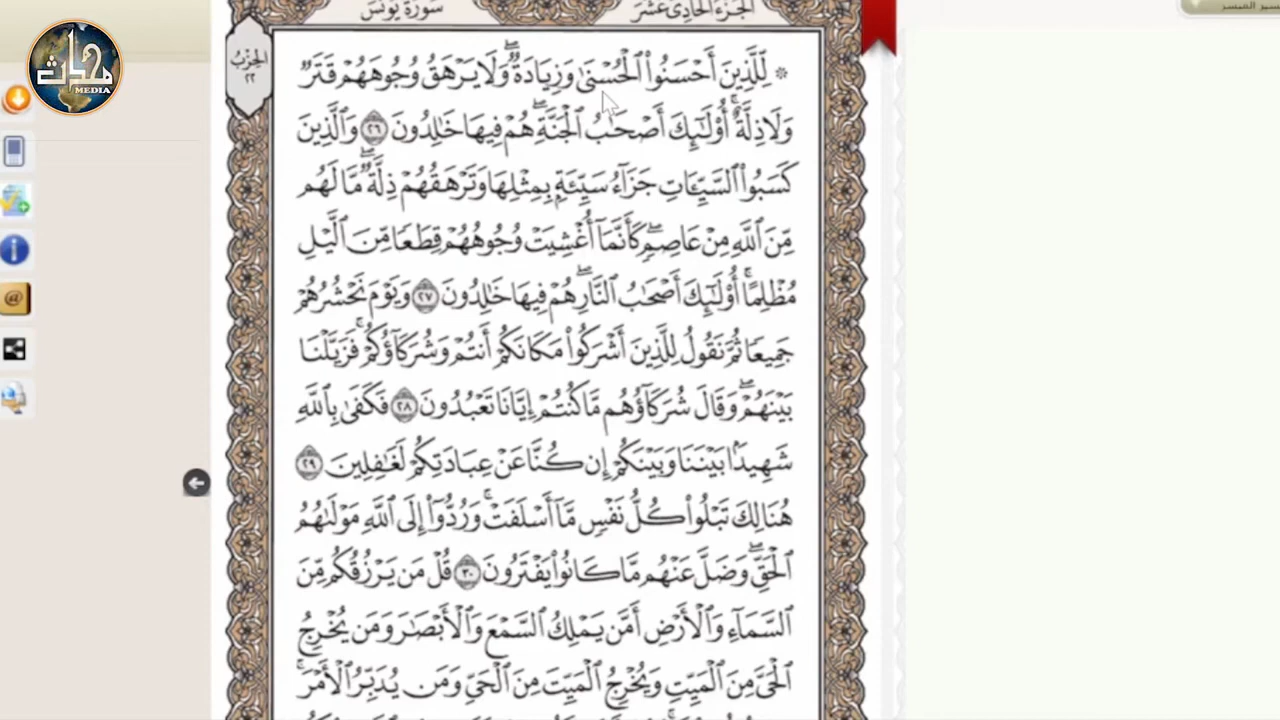 الجزء الحادي عشر
سورة يونس
الحزب
٢٢
۞ لِّلَّذِينَ أَحْسَنُوا۟ ٱلْحُسْنَىٰ وَزِيَادَةٌ ۖ وَلَا يَرْهَقُ وُجُوهَهُمْ قَتَرٌ
وَلَا ذِلَّةٌ ۚ أُو۟لَـٰٓئِكَ أَصْحَـٰبُ ٱلْجَنَّةِ ۖ هُمْ فِيهَا خَـٰلِدُونَ ٢٦ وَٱلَّذِينَ
كَسَبُوا۟ ٱلسَّيِّـَٔاتِ جَزَآءُ سَيِّئَةٍۭ بِمِثْلِهَا وَتَرْهَقُهُمْ ذِلَّةٌ ۖ مَّا لَهُم
مِّنَ ٱللَّهِ مِنْ عَاصِمٍ ۖ كَأَنَّمَآ أُغْشِيَتْ وُجُوهُهُمْ قِطَعًا مِّنَ ٱلَّيْلِ
مُظْلِمًا ۚ أُو۟لَـٰٓئِكَ أَصْحَـٰبُ ٱلنَّارِ ۖ هُمْ فِيهَا خَـٰلِدُونَ ٢٧ وَيَوْمَ نَحْشُرُهُمْ
جَمِيعًا ثُمَّ نَقُولُ لِلَّذِينَ أَشْرَكُوا۟ مَكَانَكُمْ أَنتُمْ وَشُرَكَآؤُكُمْ ۚ فَزَيَّلْنَا
بَيْنَهُمْ ۖ وَقَالَ شُرَكَآؤُهُم مَّا كُنتُمْ إِيَّانَا تَعْبُدُونَ ٢٨ فَكَفَىٰ بِٱللَّهِ
شَهِيدًۢا بَيْنَنَا وَبَيْنَكُمْ إِن كُنَّا عَنْ عِبَادَتِكُمْ لَغَـٰفِلِينَ ٢٩
هُنَالِكَ تَبْلُوا۟ كُلُّ نَفْسٍ مَّآ أَسْلَفَتْ ۚ وَرُدُّوٓا۟ إِلَى ٱللَّهِ مَوْلَىٰهُمُ
ٱلْحَقِّ ۖ وَضَلَّ عَنْهُم مَّا كَانُوا۟ يَفْتَرُونَ ٣٠ قُلْ مَن يَرْزُقُكُم مِّنَ
ٱلسَّمَآءِ وَٱلْأَرْضِ أَمَّن يَمْلِكُ ٱلسَّمْعَ وَٱلْأَبْصَـٰرَ وَمَن يُخْرِجُ
ٱلْحَىَّ مِنَ ٱلْمَيِّتِ وَيُخْرِجُ ٱلْمَيِّتَ مِنَ ٱلْحَىِّ وَمَن يُدَبِّرُ ٱلْأَمْرَ ۚ
MEDIA